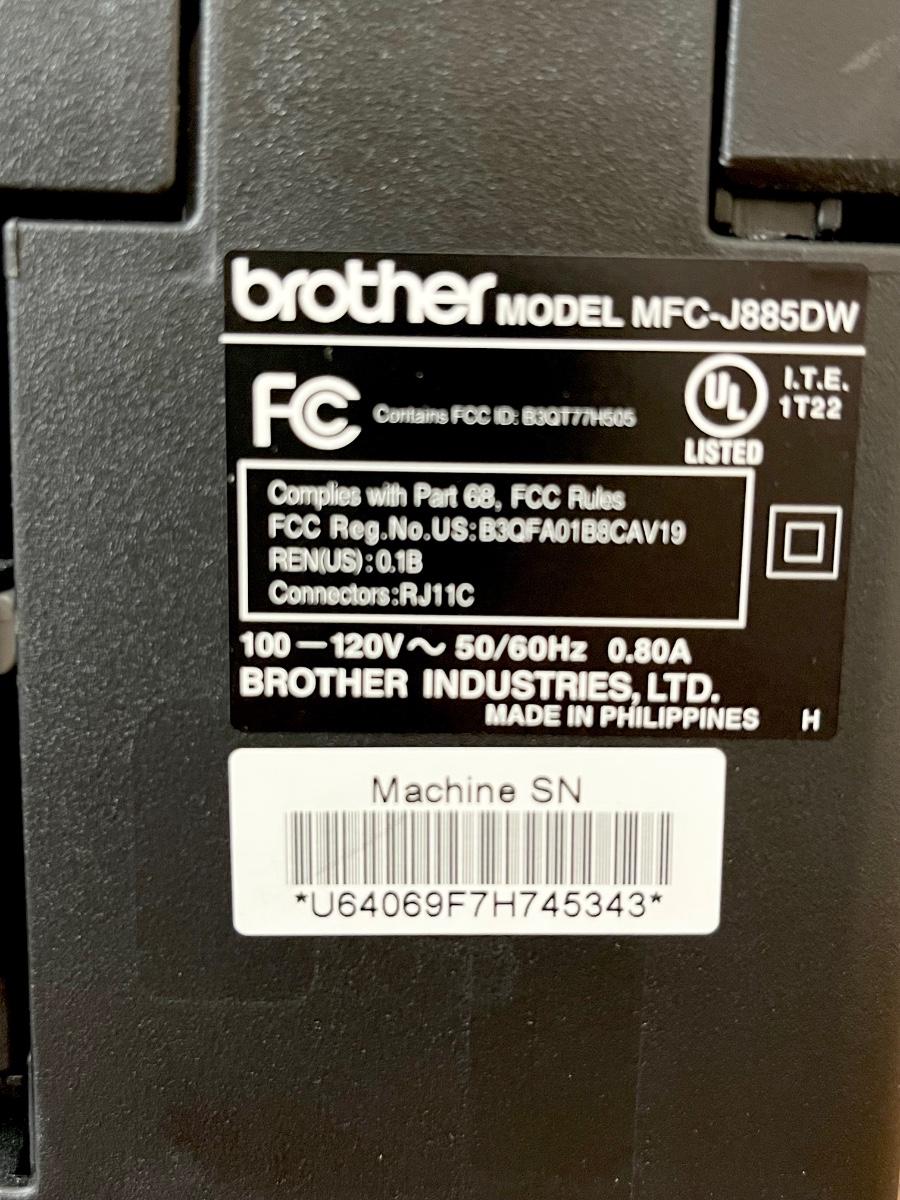 brother MODEL MFC-J885DW
FC Contains FCC ID: B3QT77H505
UL LISTED
I.T.E.
1T22
Complies with Part 68, FCC Rules
FCC Reg.No.US:B3QFA01B8CAV19
REN(US):0.1B
Connectors:RJ11C
100—120V～ 50/60Hz 0.80A
BROTHER INDUSTRIES, LTD.
MADE IN PHILIPPINES H
Machine SN
*U64069F7H745343*